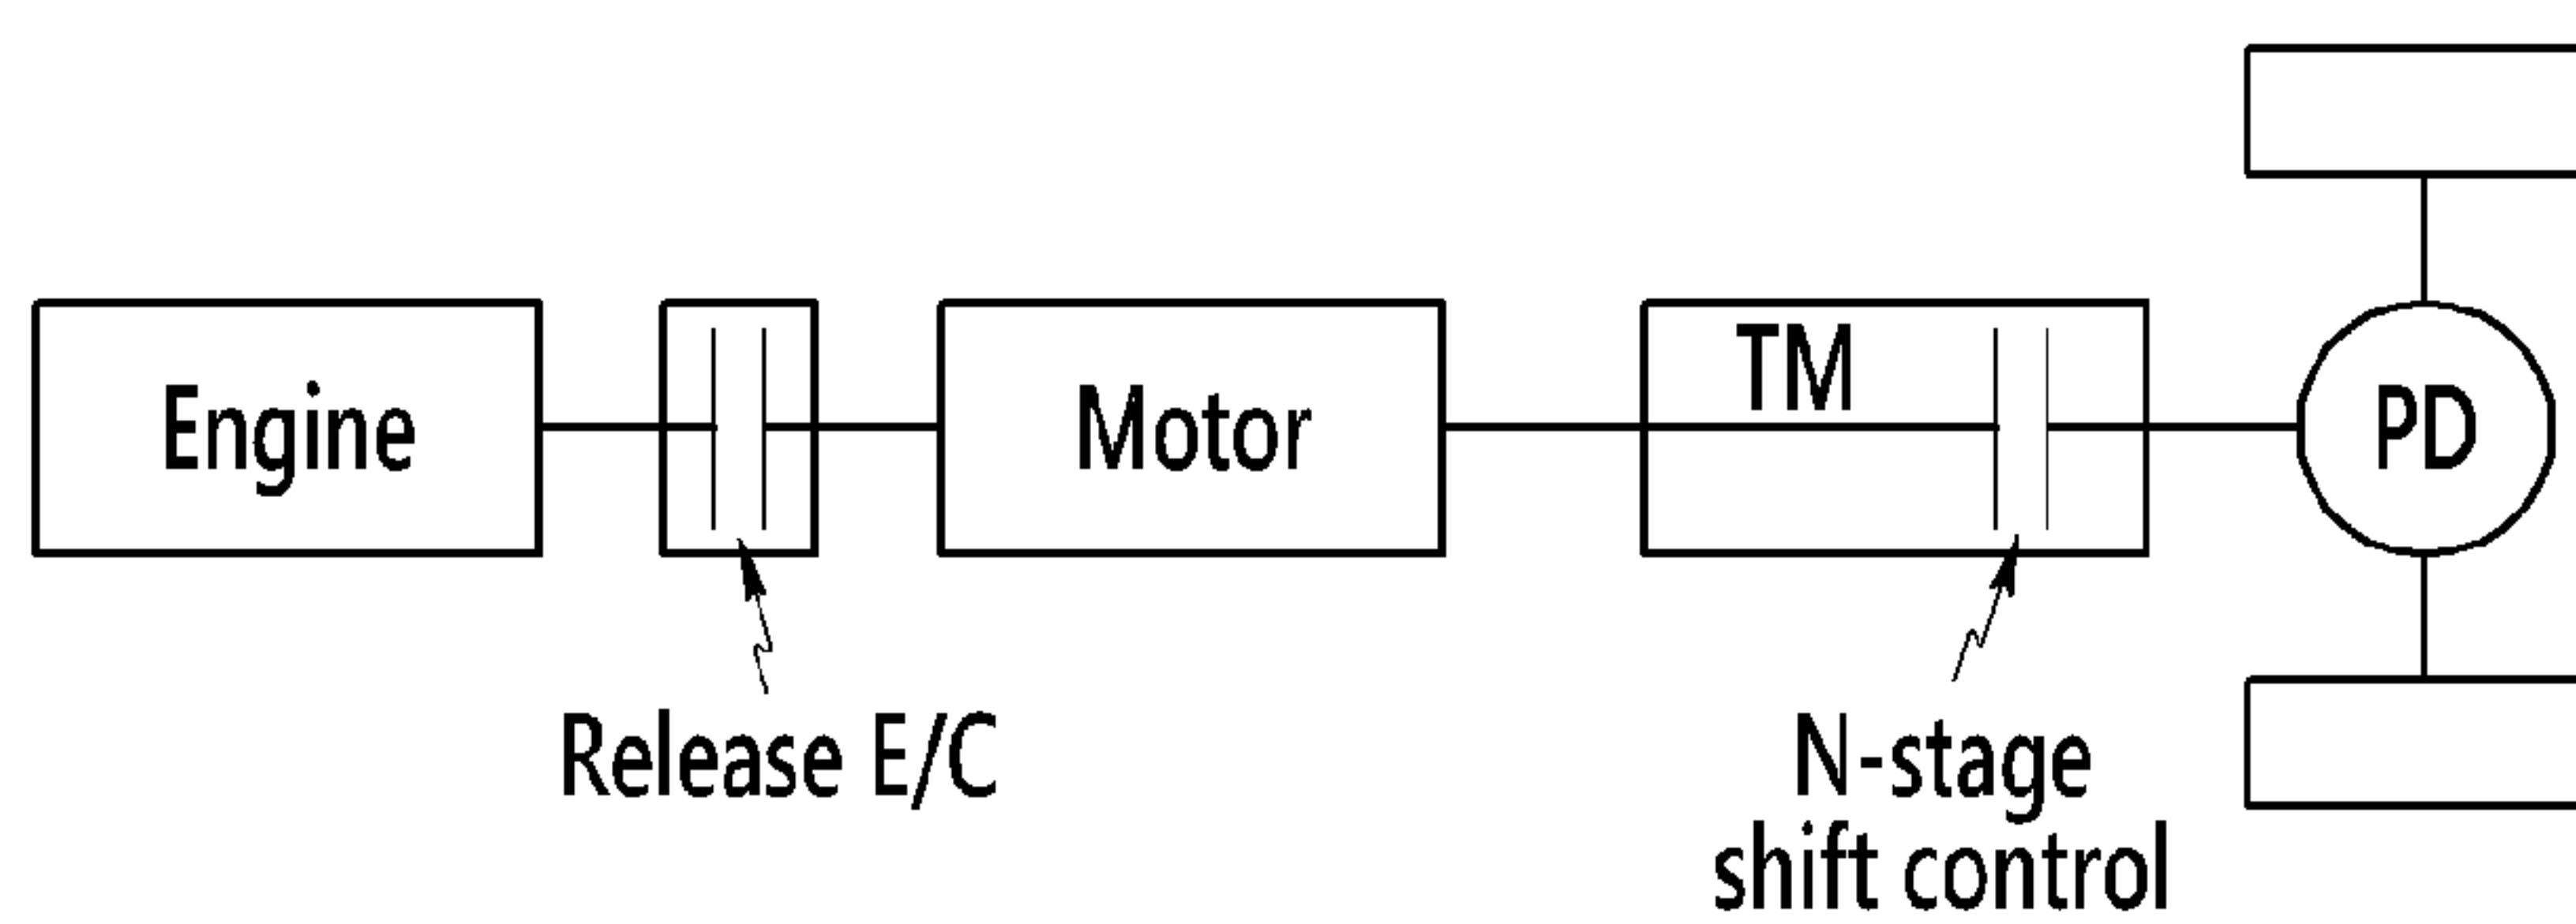 Engine
Motor
TM
PD
Release E/C
N-stage
shift control